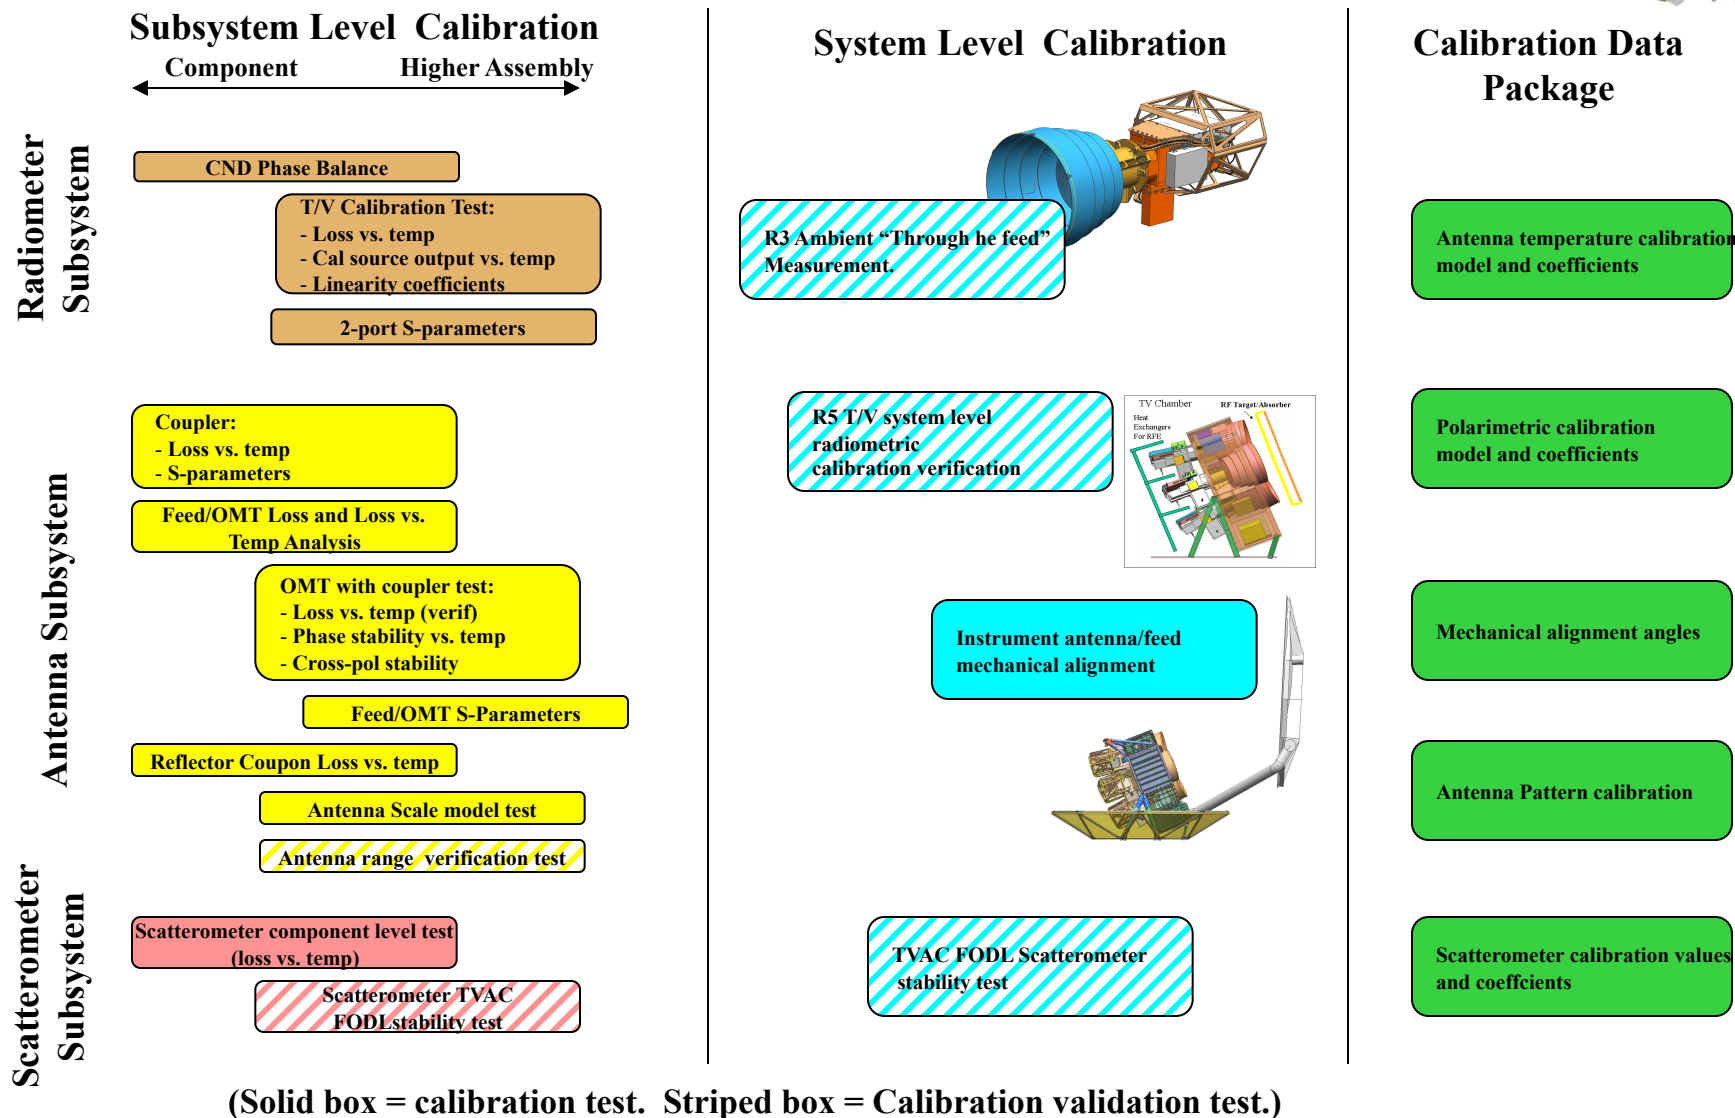 Subsystem Level  Calibration
Component
Higher Assembly
System Level  Calibration
Calibration Data
Package
Radiometer
Subsystem
CND Phase Balance
T/V Calibration Test:
- Loss vs. temp
- Cal source output vs. temp
- Linearity coefficients
2-port S-parameters
R3 Ambient “Through he feed”
Measurement.
Antenna temperature calibration
model and coefficients
Antenna Subsystem
Coupler:
- Loss vs. temp
- S-parameters
Feed/OMT Loss and Loss vs.
Temp Analysis
OMT with coupler test:
- Loss vs. temp (verif)
- Phase stability vs. temp
- Cross-pol stability
Feed/OMT S-Parameters
Reflector Coupon Loss vs. temp
Antenna Scale model test
Antenna range  verification test
R5 T/V system level
radiometric
calibration verification
TV Chamber
RF Target/Absorber
Heat
Exchangers
For RFE
Instrument antenna/feed
mechanical alignment
Polarimetric calibration
model and coefficients
Mechanical alignment angles
Antenna Pattern calibration
Scatterometer
Subsystem
Scatterometer component level test
(loss vs. temp)
Scatterometer TVAC
FODLstability test
TVAC FODL Scatterometer
stability test
Scatterometer calibration values
and coeffcients
(Solid box = calibration test.  Striped box = Calibration validation test.)